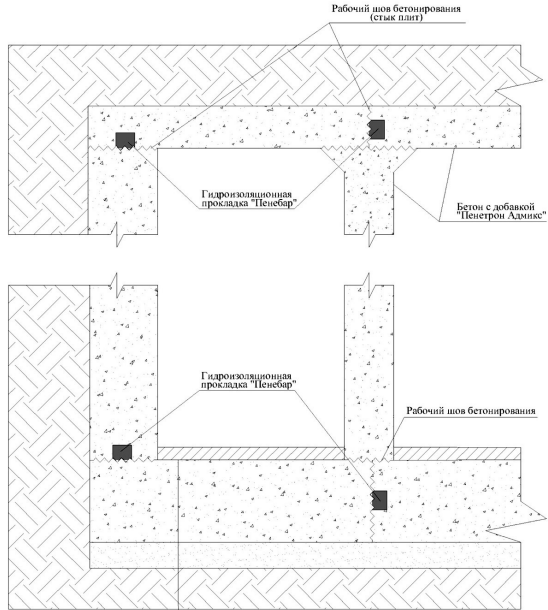 Рабочий шов бетонирования
(стык плит)
Гидроизоляционная
прокладка "Пенебар"
Бетон с добавкой
"Пенетрон Адмикс"
Гидроизоляционная
прокладка "Пенебар"
Рабочий шов бетонирования